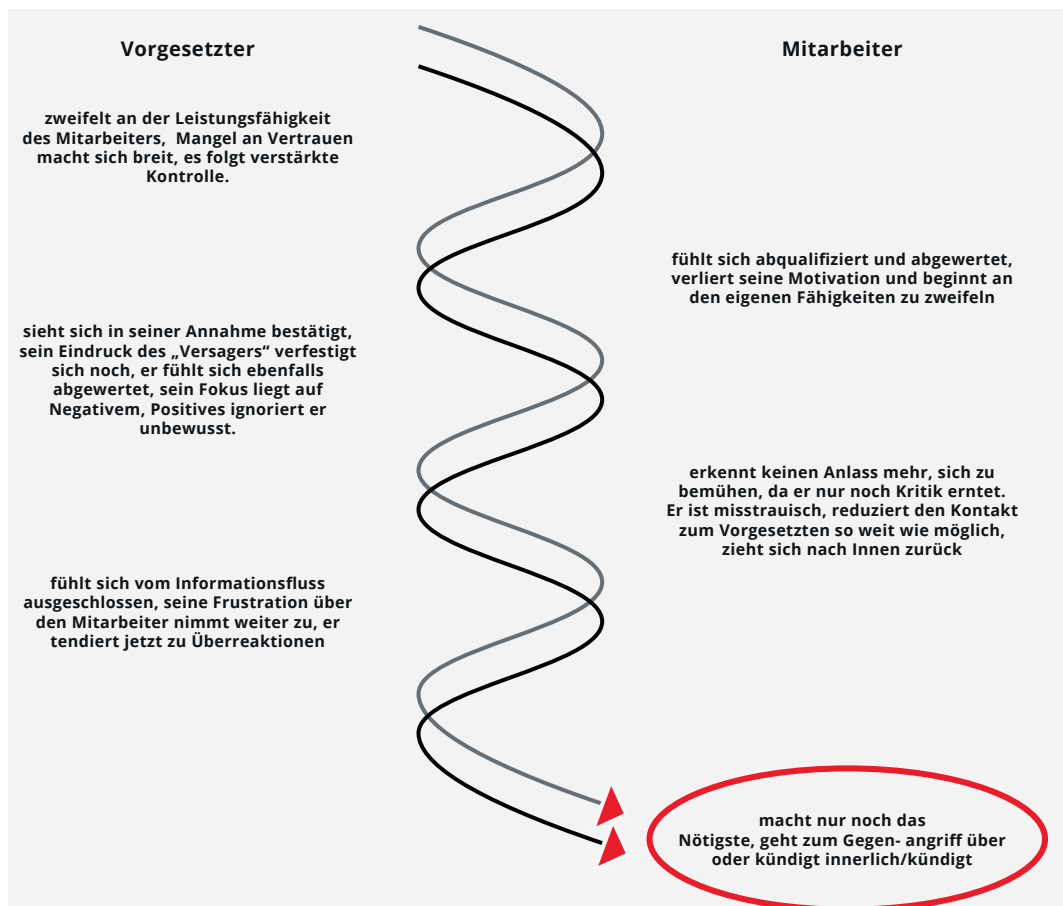 Vorgesetzter
Mitarbeiter
zweifelt an der Leistungsfähigkeit
des Mitarbeiters, Mangel an Vertrauen
macht sich breit, es folgt verstärkte
Kontrolle.
fühlt sich abqualifiziert und abgewertet,
verliert seine Motivation und beginnt an
den eigenen Fähigkeiten zu zweifeln
sieht sich in seiner Annahme bestätigt,
sein Eindruck des „Versagers“ verfestigt
sich noch, er fühlt sich ebenfalls
abgewertet, sein Fokus liegt auf
Negativem, Positives ignoriert er
unbewusst.
erkennt keinen Anlass mehr, sich zu
bemühen, da er nur noch Kritik erntet.
Er ist misstrauisch, reduziert den Kontakt
zum Vorgesetzten so weit wie möglich,
zieht sich nach Innen zurück
fühlt sich vom Informationsfluss
ausgeschlossen, seine Frustration über
den Mitarbeiter nimmt weiter zu, er
tendiert jetzt zu Überreaktionen
macht nur noch das
Nötigste, geht zum Gegen- angriff über
oder kündigt innerlich/kündigt